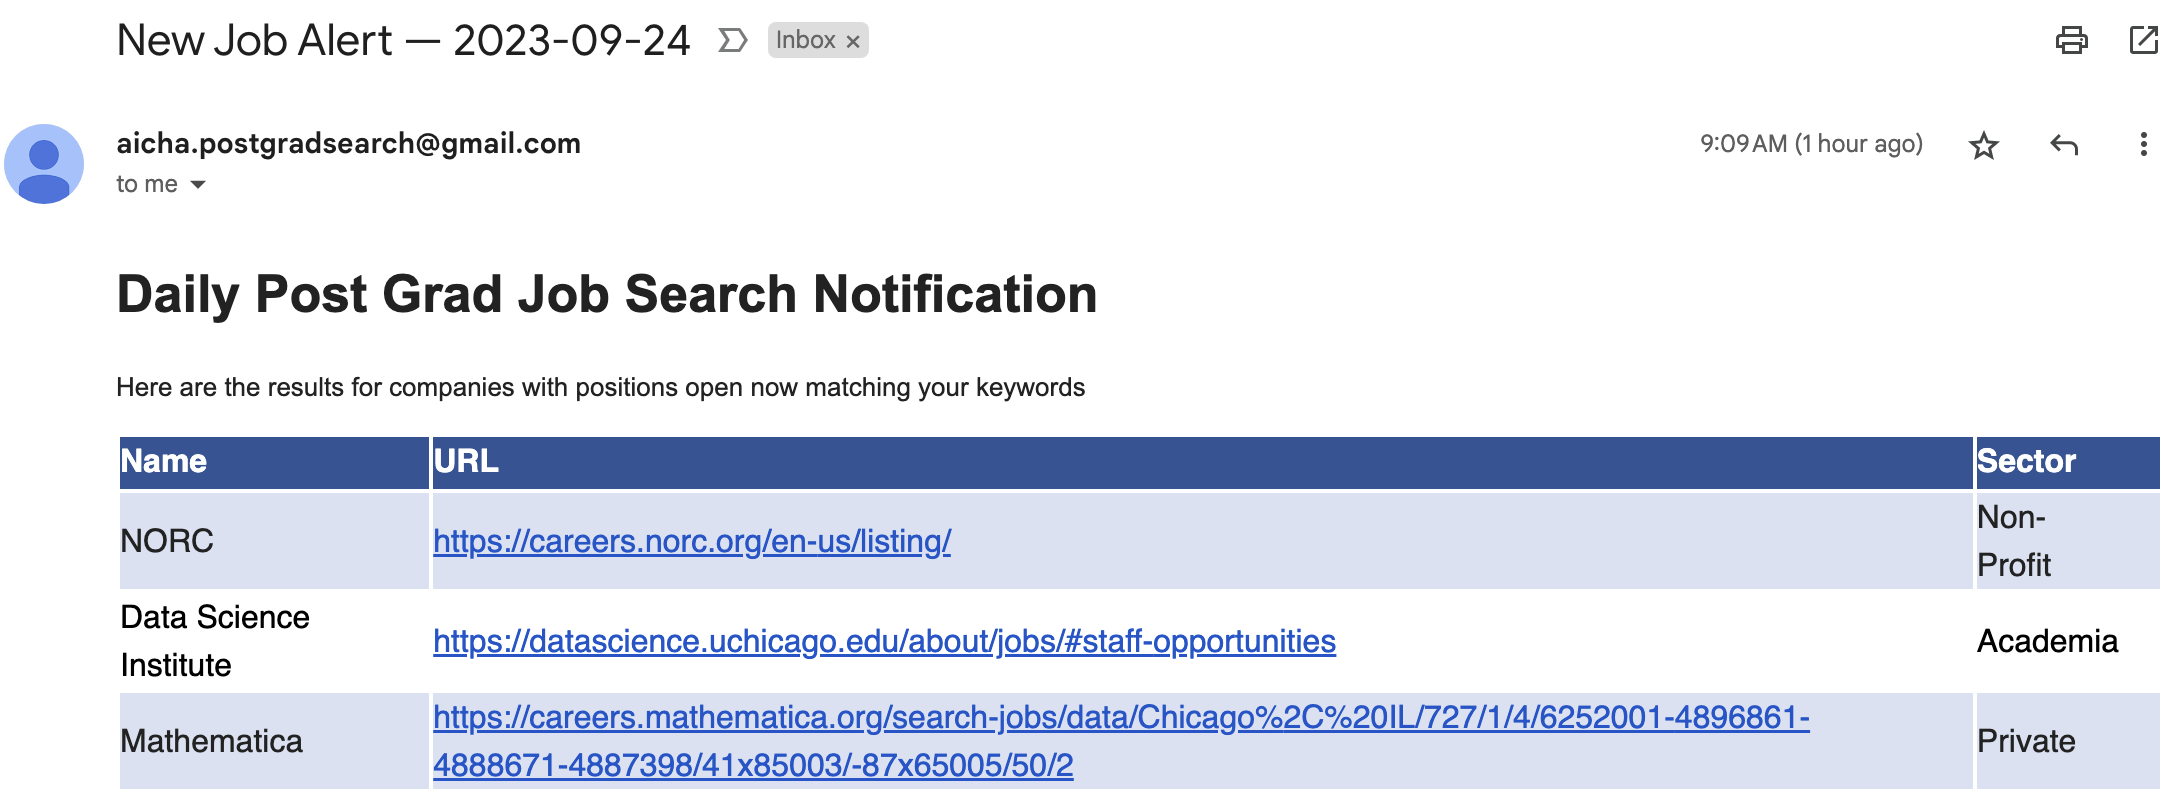 New Job Alert — 2023-09-24 Inbox ×
aicha.postgradsearch@gmail.com 9:09 AM (1 hour ago)
to me
Daily Post Grad Job Search Notification
Here are the results for companies with positions open now matching your keywords
Name URL Sector
NORC https://careers.norc.org/en-us/listing/ Non-
Profit
Data Science
Institute https://datascience.uchicago.edu/about/jobs/#staff-opportunities Academia
Mathematica https://careers.mathematica.org/search-jobs/data/Chicago%2C%20IL/727/1/4/6252001-4896861-
4888671-4887398/41x85003/-87x65005/50/2 Private